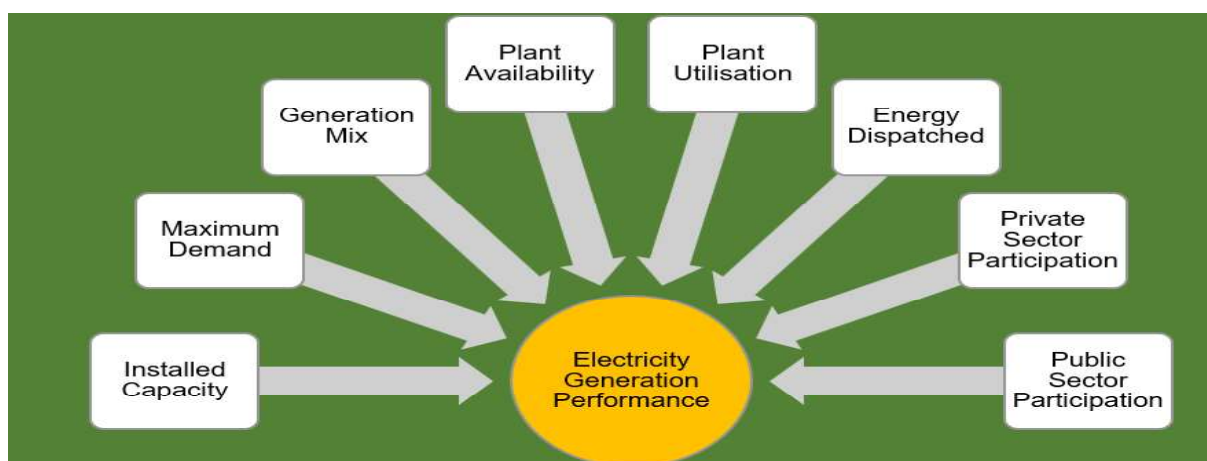 Plant
Availability
Plant
Utilisation
Generation
Mix
Energy
Dispatched
Maximum
Demand
Private
Sector
Participation
Installed
Capacity
Electricity
Generation
Performance
Public
Sector
Participation